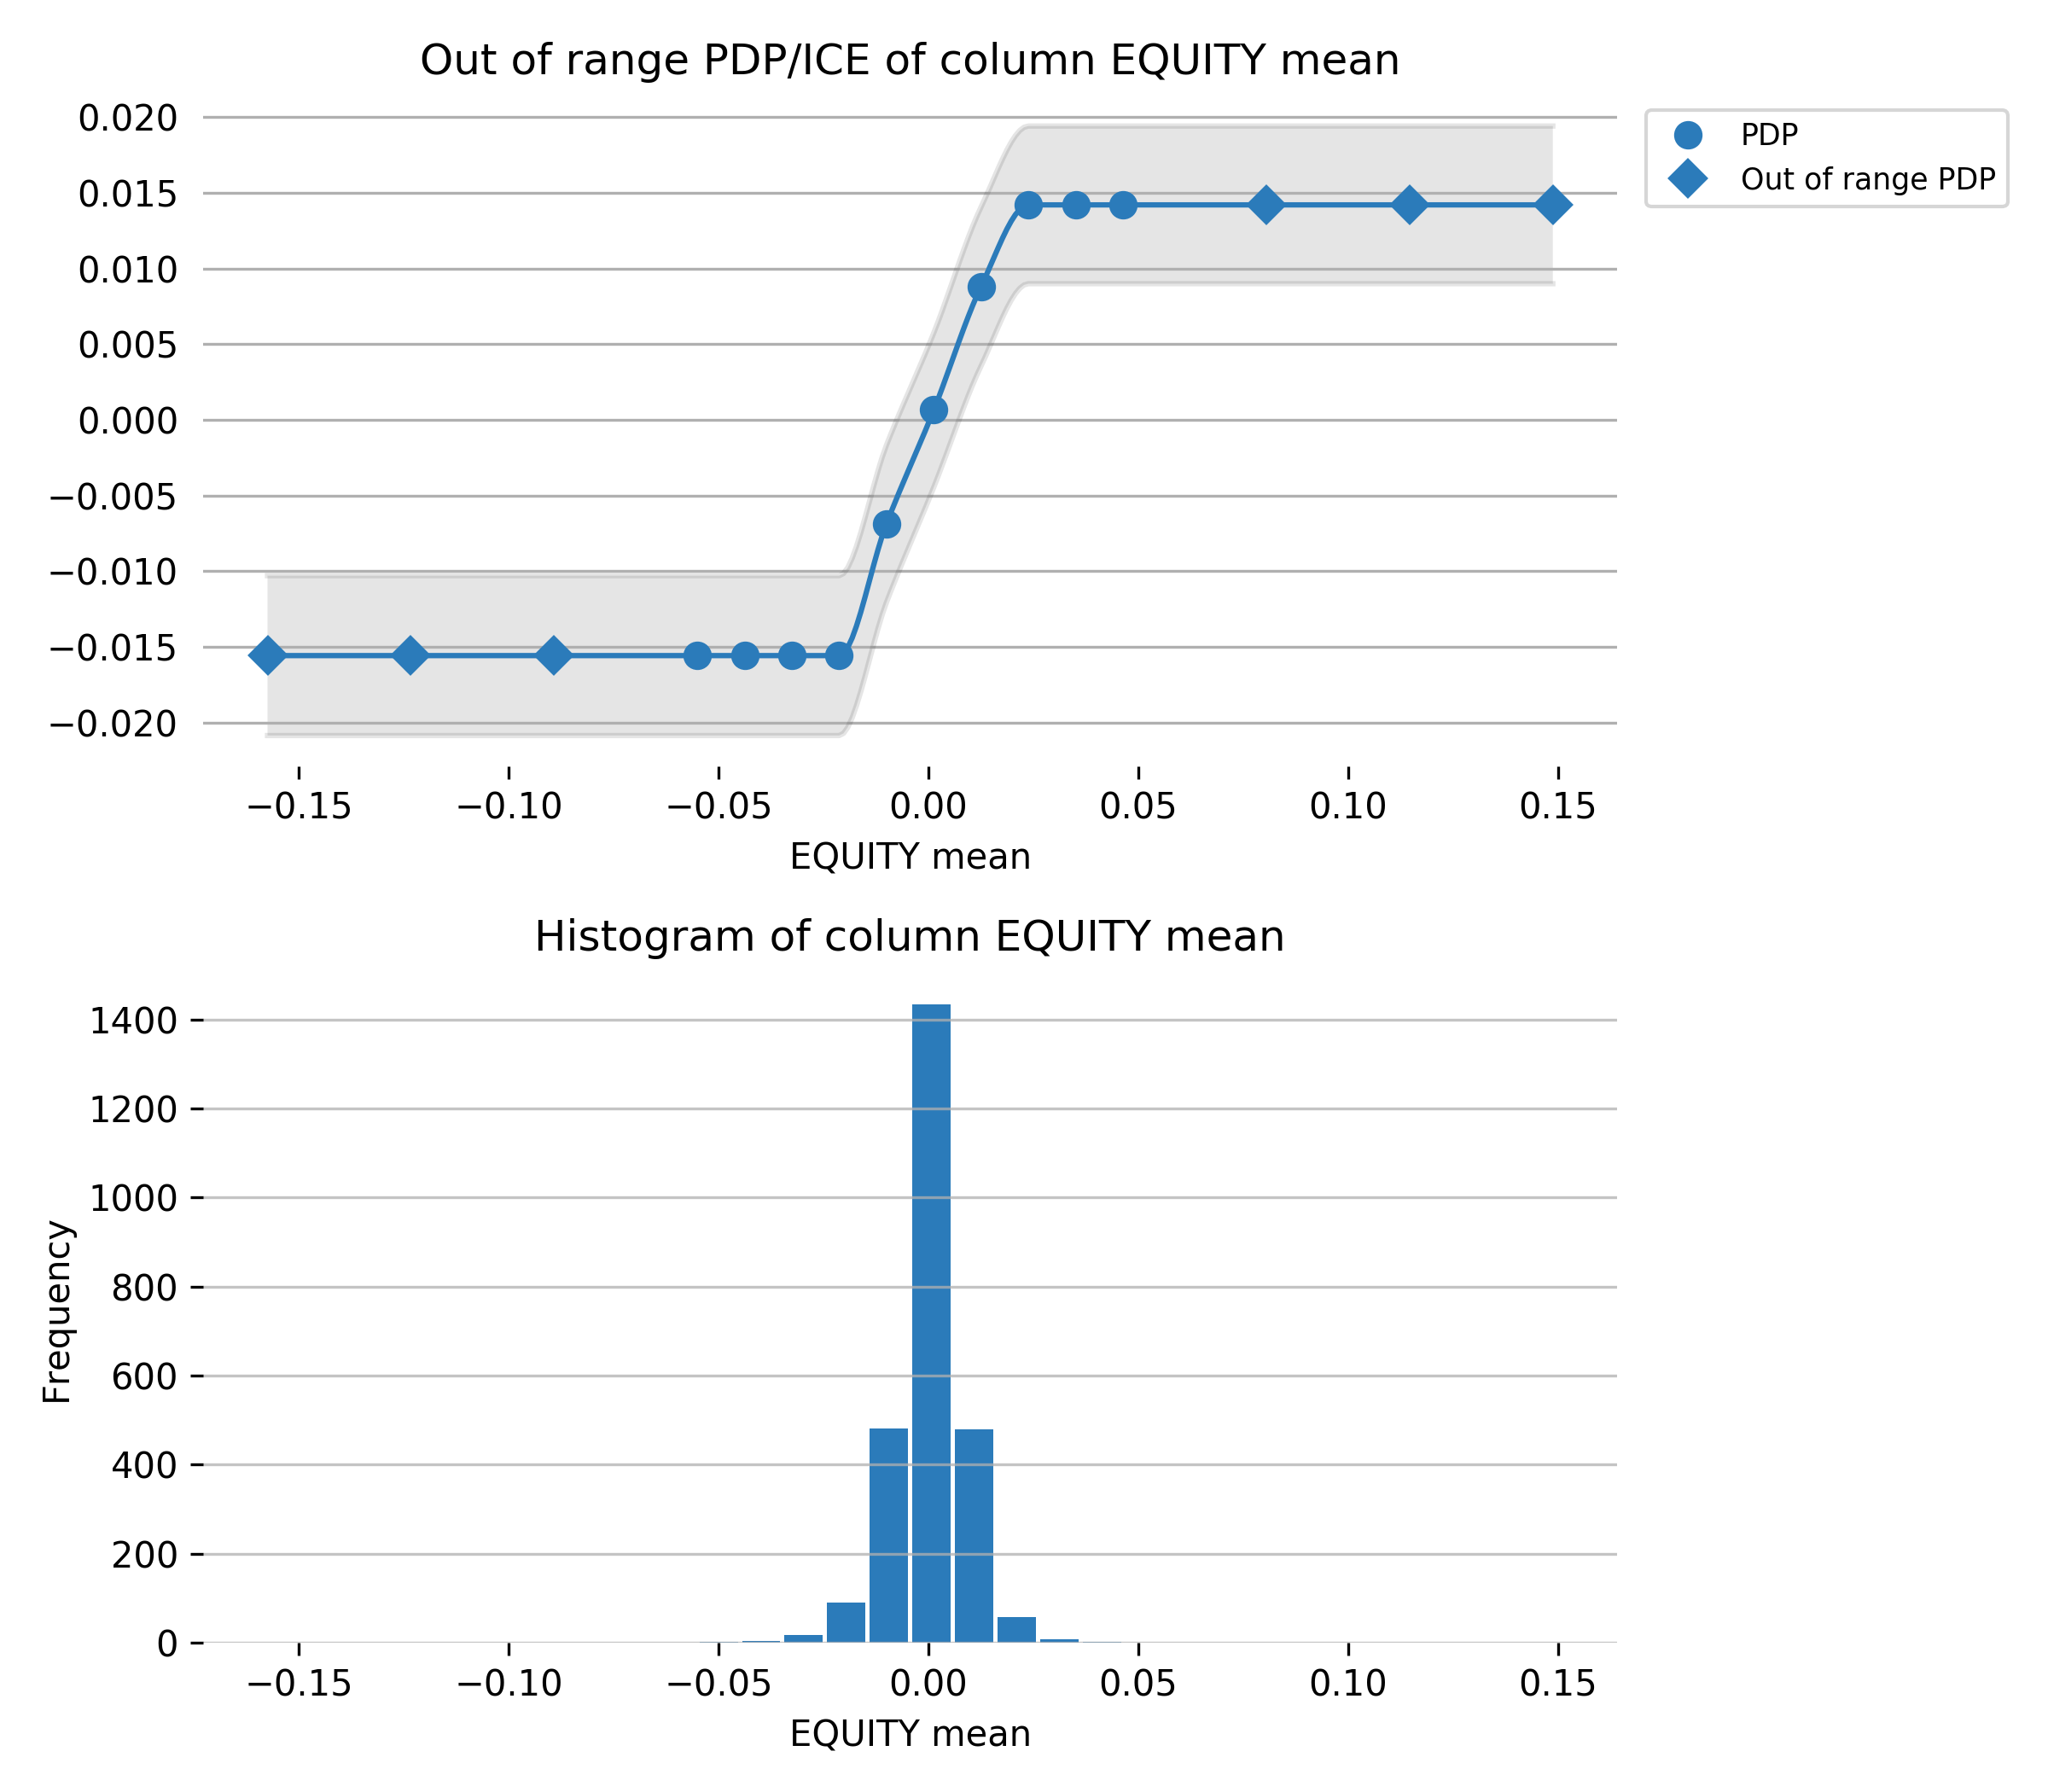 Out of range PDP/ICE of column EQUITY mean
0.020
0.015
0.010
0.005
0.000
−0.005
−0.010
−0.015
−0.020
PDP
Out of range PDP
−0.15 −0.10 −0.05 0.00 0.05 0.10 0.15
EQUITY mean
Histogram of column EQUITY mean
Frequency
1400
1200
1000
800
600
400
200
0
−0.15 −0.10 −0.05 0.00 0.05 0.10 0.15
EQUITY mean